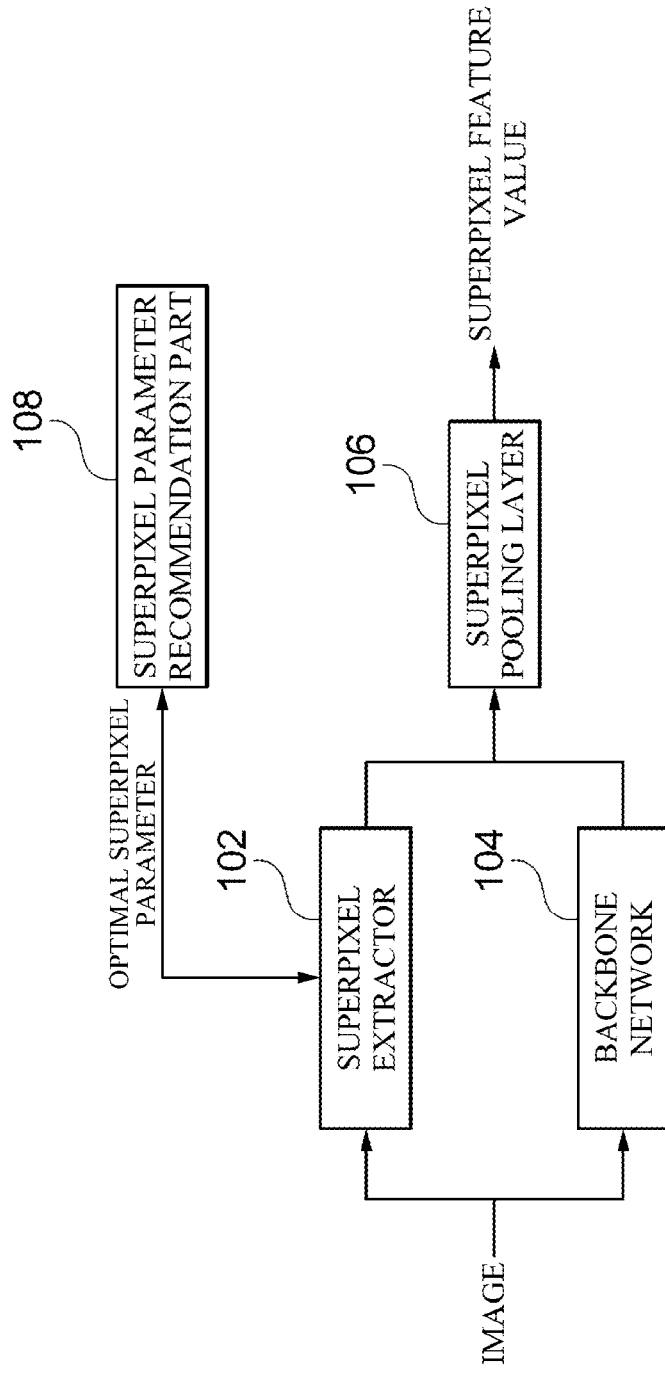 108
SUPERPIXEL PARAMETER
RECOMMENDATION PART
OPTIMAL SUPERPIXEL
PARAMETER
102
SUPERPIXEL
EXTRACTOR
106
SUPERPIXEL
POOLING LAYER
SUPERPIXEL FEATURE
VALUE
IMAGE
104
BACKBONE
NETWORK